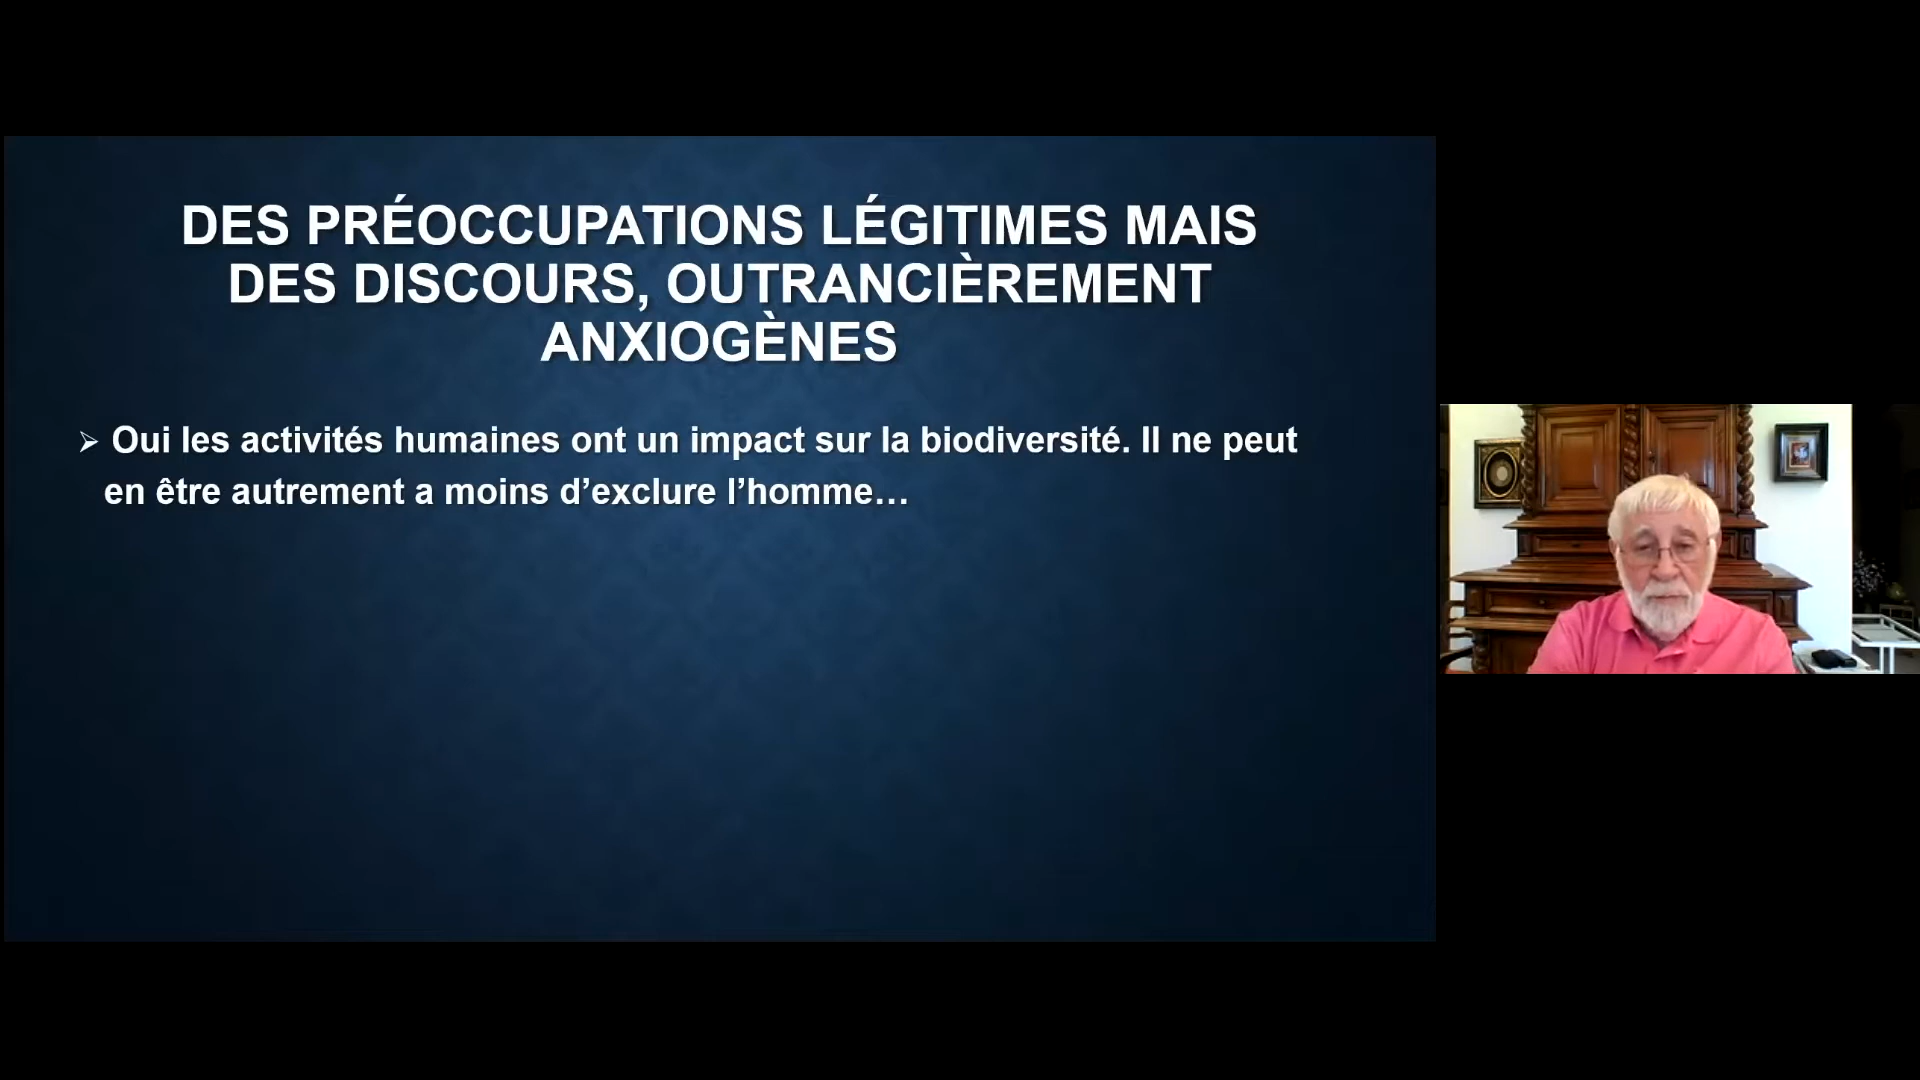 DES PRÉOCCUPATIONS LÉGITIMES MAIS
DES DISCOURS, OUTRANCIÈREMENT
ANXIOGÈNES
➢ Oui les activités humaines ont un impact sur la biodiversité. Il ne peut
en être autrement a moins d’exclure l’homme…